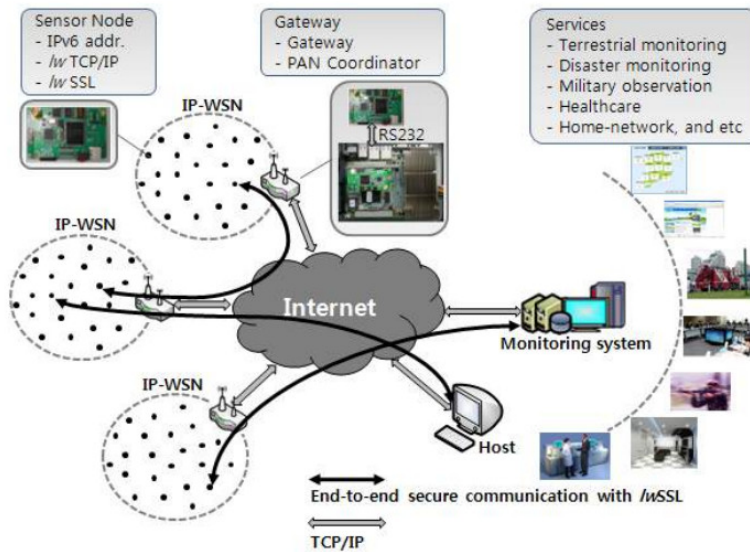 Sensor Node
- IPv6 addr.
- lw TCP/IP
- lw SSL
Gateway
- Gateway
- PAN Coordinator
RS232
Services
- Terrestrial monitoring
- Disaster monitoring
- Military observation
- Healthcare
- Home-network, and etc
IP-WSN
IP-WSN
IP-WSN
Internet
Monitoring system
Host
End-to-end secure communication with lwSSL
TCP/IP